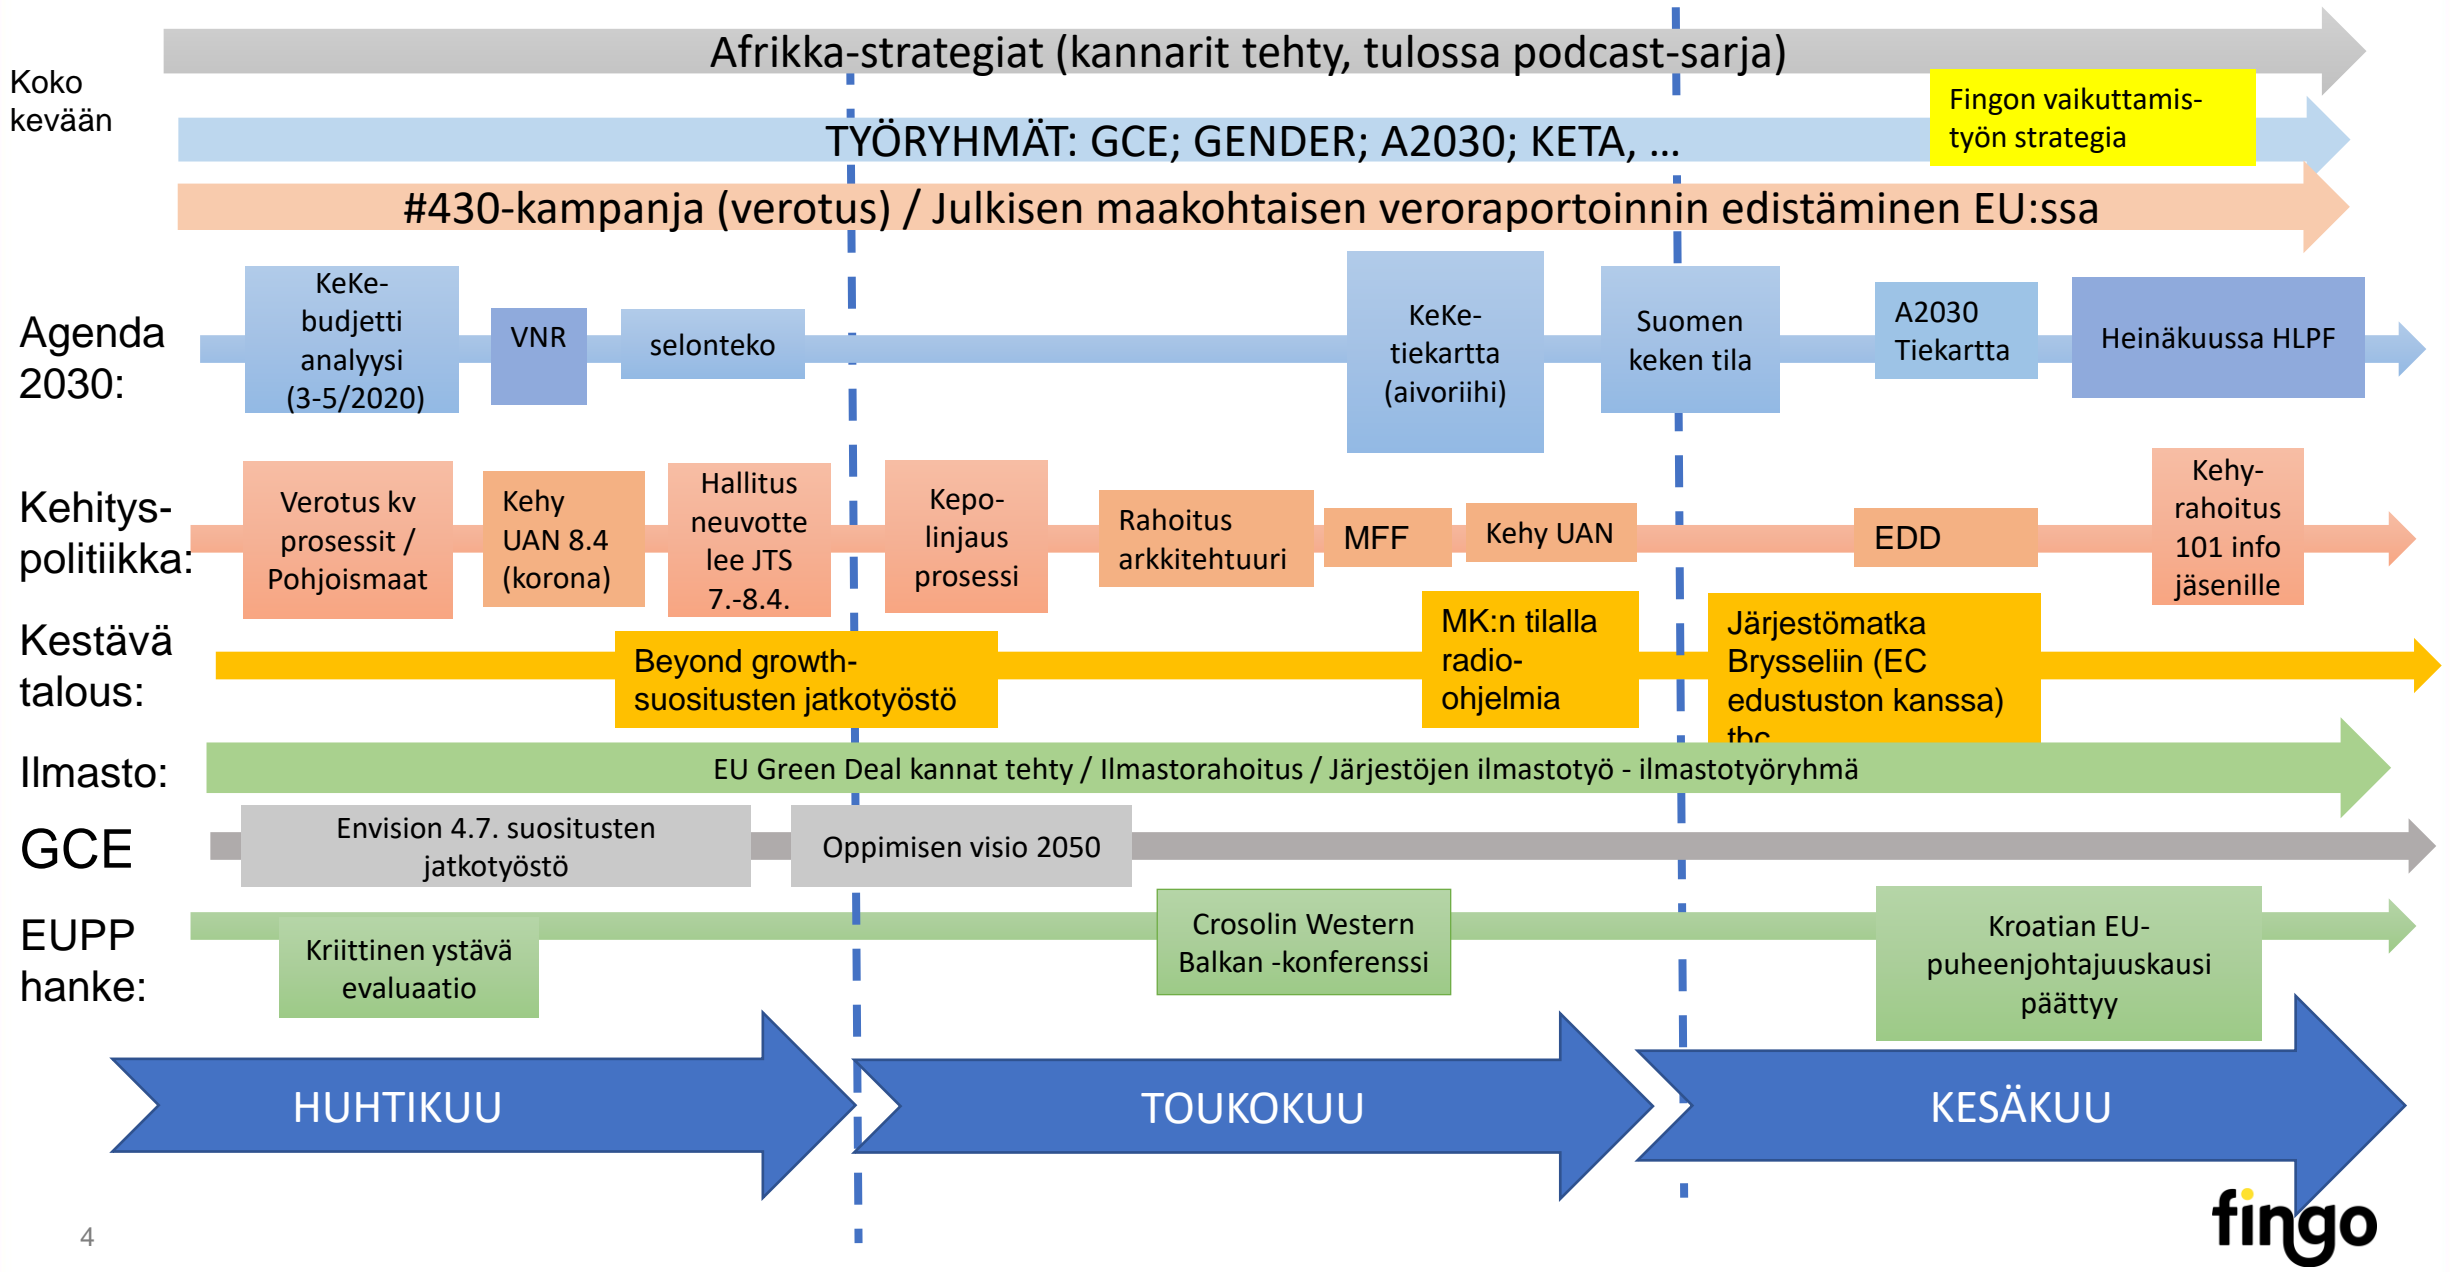 Afrikka-strategiat (kannarit tehty, tulossa podcast-sarja)
Koko
kevään
Fingon vaikuttamis-
työn strategia
TYÖRYHMÄT: GCE; GENDER; A2030; KETA, ...
#430-kampanja (verotus) / Julkisen maakohtaisen veroraportoinnin edistäminen EU:ssa
Agenda
2030:
KeKe-
budjetti
analyysi
(3-5/2020)
VNR
selonteko
KeKe-
tiekartta
(aivoriihi)
Suomen
keken tila
A2030
Tiekartta
Heinäkuussa HLPF
Kehitys-
politiikka:
Verotus kv
prosessit /
Pohjoismaat
Kehy
UAN 8.4
(korona)
Hallitus
neuvotte
lee JTS
7.-8.4.
Kepo-
linjaus
prosessi
Rahoitus
arkkitehtuuri
MFF
Kehy UAN
EDD
Kehy-
rahoitus
101 info
jäsenille
Kestävä
talous:
Beyond growth-
suositusten jatkotyöstö
MK:n tilalla
radio-
ohjelmia
Järjestömatka
Brysseliin (EC
edustuston kanssa)
tbc
Ilmasto:
EU Green Deal kannat tehty / Ilmastorahoitus / Järjestöjen ilmastotyö - ilmastotyöryhmä
GCE
Envision 4.7. suositusten
jatkotyöstö
Oppimisen visio 2050
EUPP
hanke:
Kriittinen ystävä
evaluaatio
Crosolin Western
Balkan -konferenssi
Kroatian EU-
puheenjohtajuuskausi
päättyy
HUHTIKUU
TOUKOKUU
KESÄKUU
4
fingo